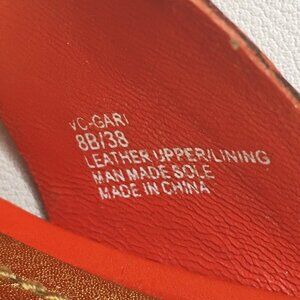 VC-GARI
8B/38
LEATHER UPPER/LINING
MAN MADE SOLE
MADE IN CHINA